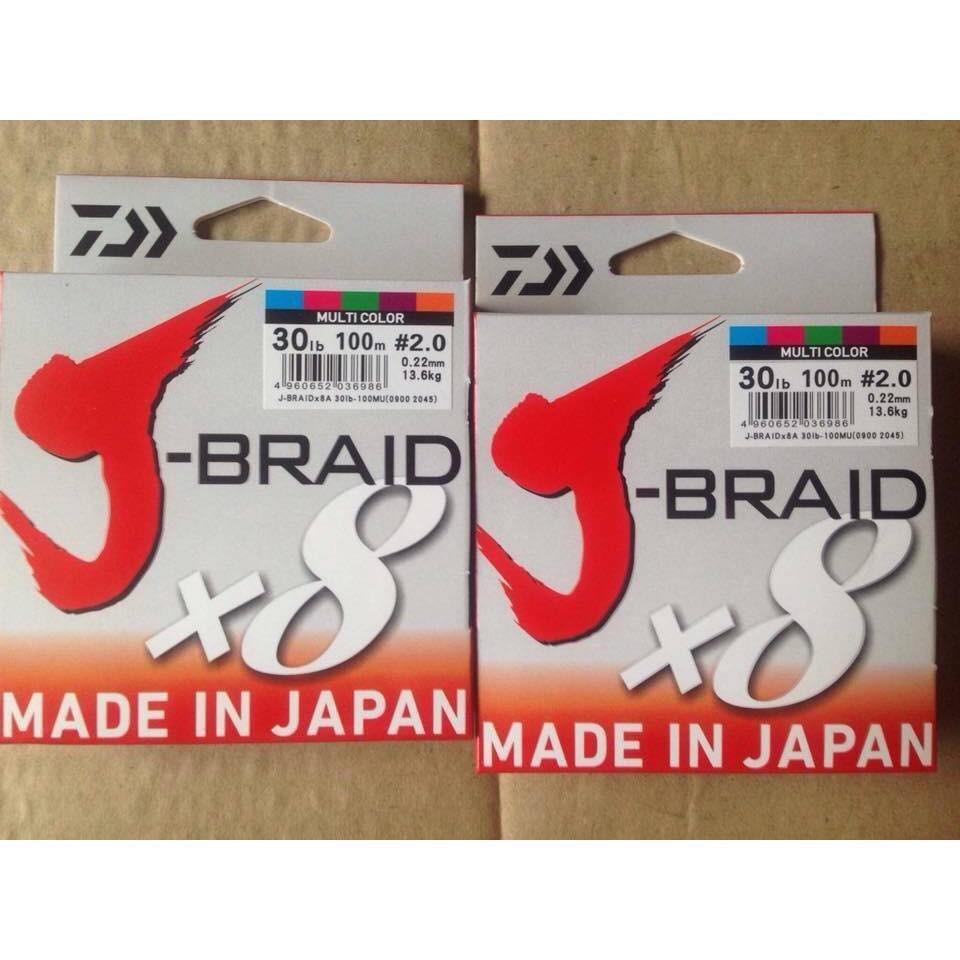 MULTI COLOR
30lb 100m #2.0
0.22mm
13.6kg
4 960652 036986
J-BRAIDx8A 30lb-100MU(0900 2045)
J-BRAID
x8
MADE IN JAPAN
MULTI COLOR
30lb 100m #2.0
0.22mm
13.6kg
4 960652 036986
J-BRAIDx8A 30lb-100MU(0900 2045)
J-BRAID
x8
MADE IN JAPAN